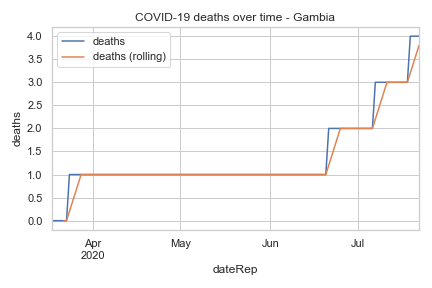 COVID-19 deaths over time - Gambia
deaths
deaths (rolling)
4.0
3.5
3.0
2.5
2.0
1.5
1.0
0.5
0.0
deaths
Apr
2020
May
Jun
Jul
dateRep